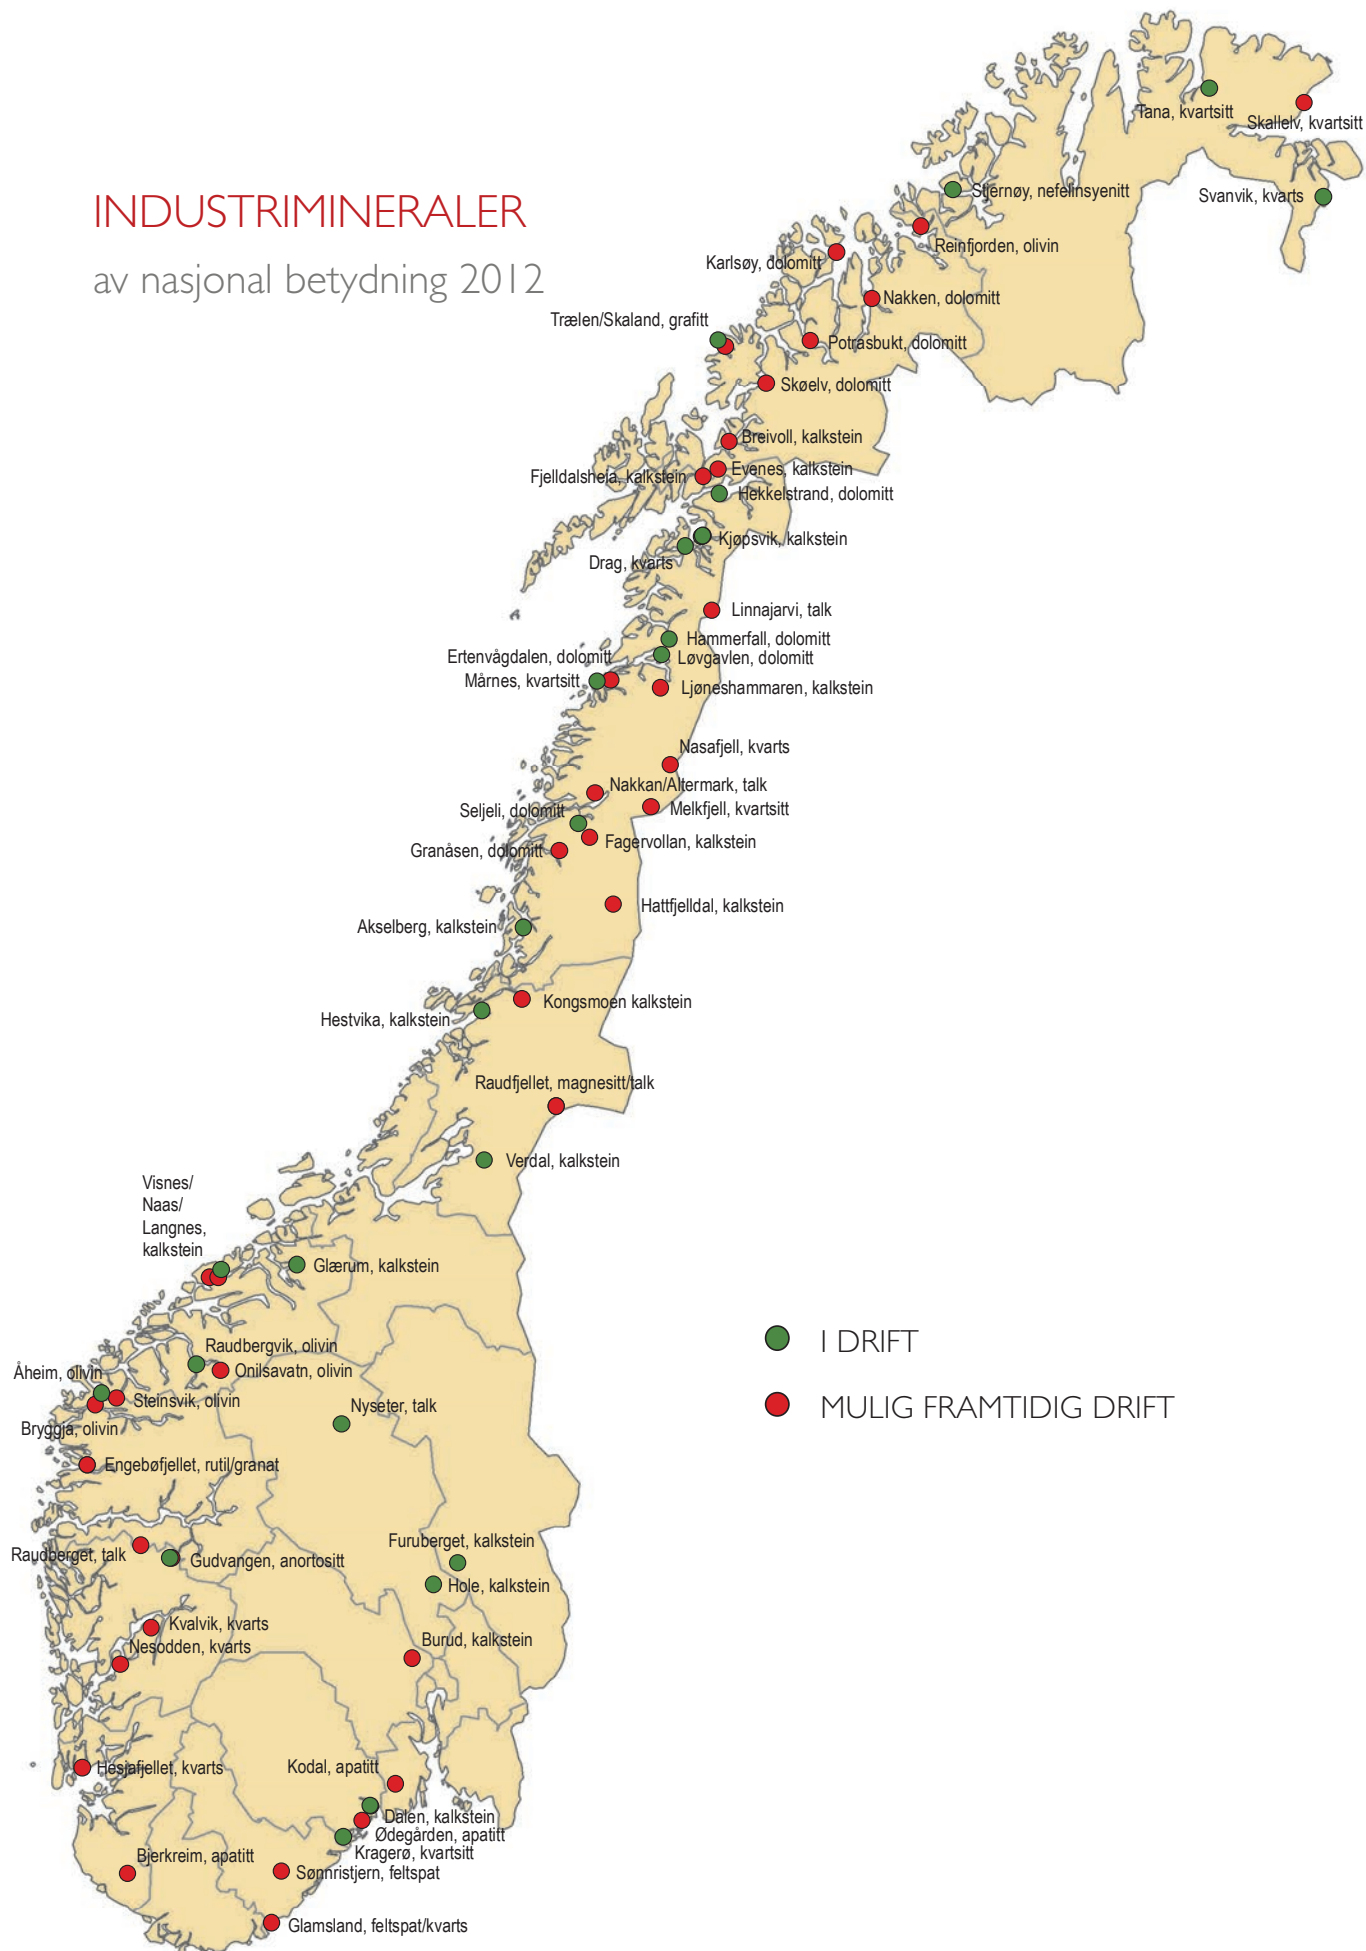 INDUSTRIMINERALER
av nasjonal betydning 2012
Tana, kvartsitt
Skallelv, kvartsitt
Stjernøy, nefelinsyenitt
Svanvik, kvarts
Reinfjorden, olivin
Karlsøy, dolomitt
Nakken, dolomitt
Trælen/Skaland, grafitt
Potrasbukt, dolomitt
Skøelv, dolomitt
Breivoll, kalkstein
Evenes, kalkstein
Fjelldalsheia, kalkstein
Hekkelstrand, dolomitt
Kjøpsvik, kalkstein
Drag, kvarts
Linnajarvi, talk
Hammerfall, dolomitt
Ertenvågdalen, dolomitt
Løvgavlen, dolomitt
Mårnes, kvartsitt
Ljøneshammaren, kalkstein
Nasafjell, kvarts
Nakkan/Altermark, talk
Seljeli, dolomitt
Melkfjell, kvartsitt
Fagervollan, kalkstein
Granåsen, dolomitt
Hattfjelldal, kalkstein
Akselberg, kalkstein
Kongsmoen kalkstein
Hestvika, kalkstein
Raudfjellet, magnesitt/talk
Verdal, kalkstein
Visnes/
Naas/
Langnes,
kalkstein
Glærum, kalkstein
I DRIFT
MULIG FRAMTIDIG DRIFT
Raudbergvik, olivin
Onilsavatn, olivin
Åheim, olivin
Steinsvik, olivin
Nyseter, talk
Bryggja, olivin
Engebøfjellet, rutil/granat
Furuberget, kalkstein
Raudberget, talk
Gudvangen, anortositt
Hole, kalkstein
Kvalvik, kvarts
Burud, kalkstein
Nesodden, kvarts
Hesjafjellet, kvarts
Kodal, apatitt
Dalen, kalkstein
Ødegården, apatitt
Kragerø, kvartsitt
Bjerkreim, apatitt
Sønnristjern, feltspat
Glamsland, feltspat/kvarts